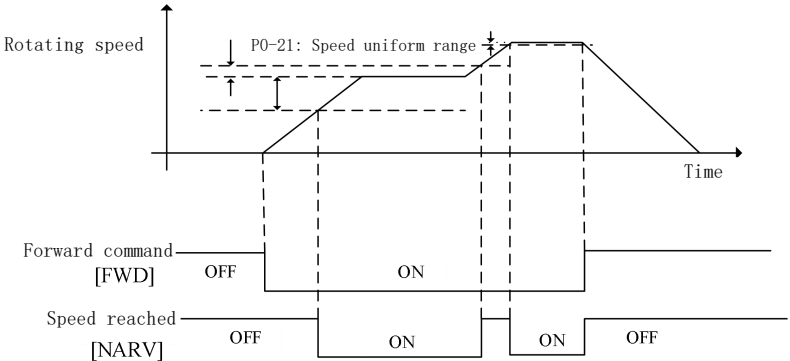 Rotating speed
P0-21: Speed uniform range
Time
Forward command
[FWD]
OFF
ON
Speed reached
[NARV]
OFF
ON
ON
OFF